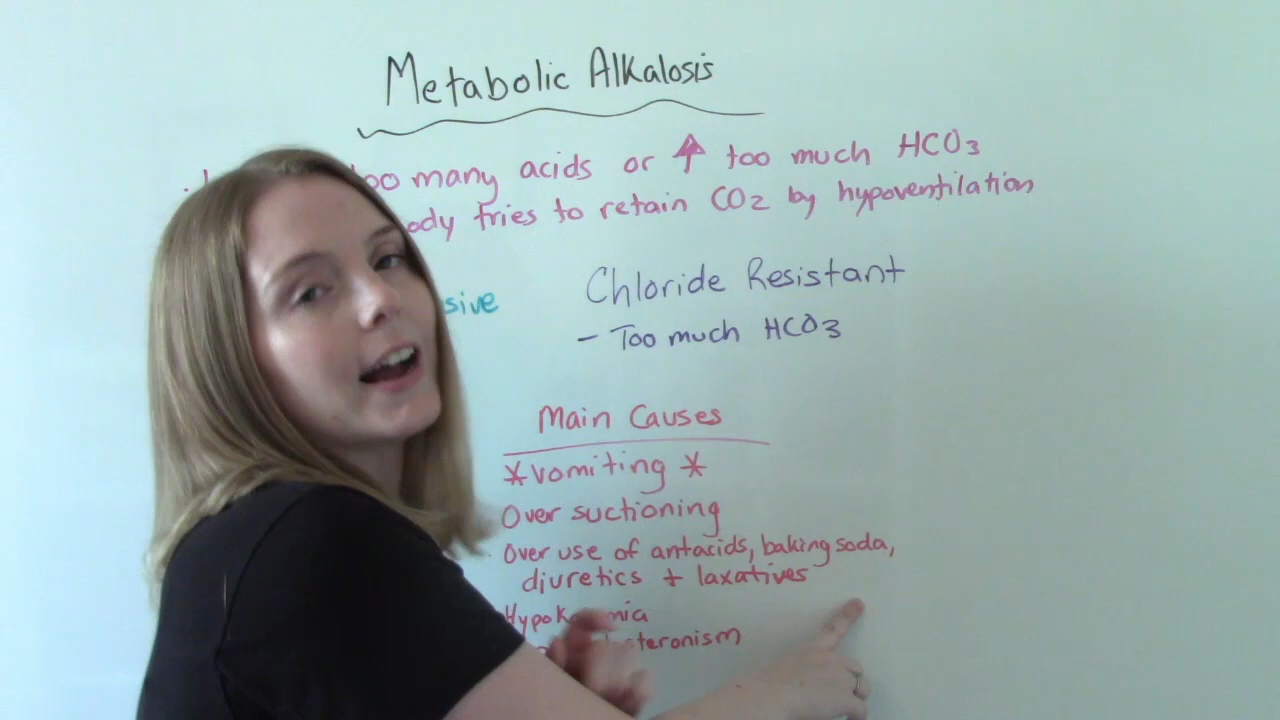 Metabolic Alkalosis
too many acids or ↑ too much HCO3
body tries to retain CO2 by hypoventilation
Chloride Resistant
- Too much HCO3
Main Causes
*vomiting *
Over suctioning
Over use of antacids, baking soda,
diuretics + laxatives